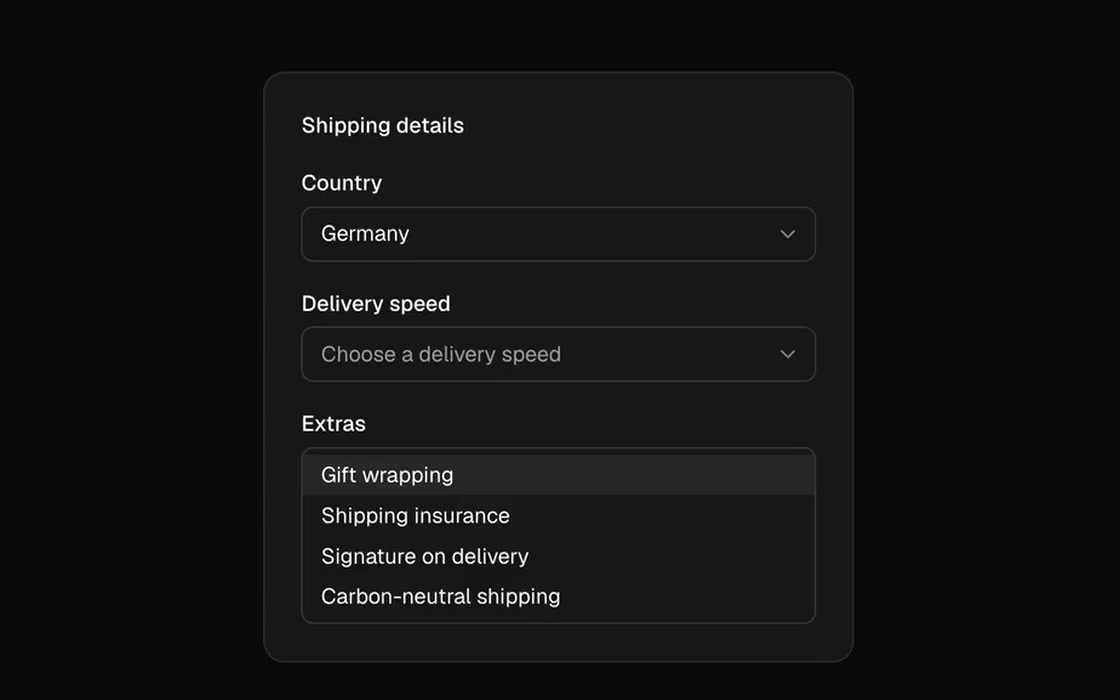 Shipping details
Country
Germany
Delivery speed
Choose a delivery speed
Extras
Gift wrapping
Shipping insurance
Signature on delivery
Carbon-neutral shipping